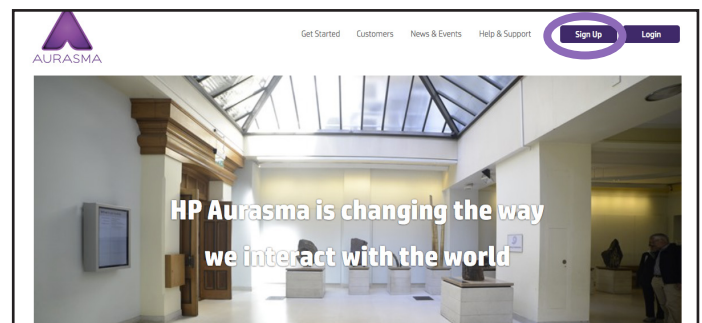 Get Started Customers News & Events Help & Support Sign Up Login
AURASMA
HP Aurasma is changing the way
we interact with the world